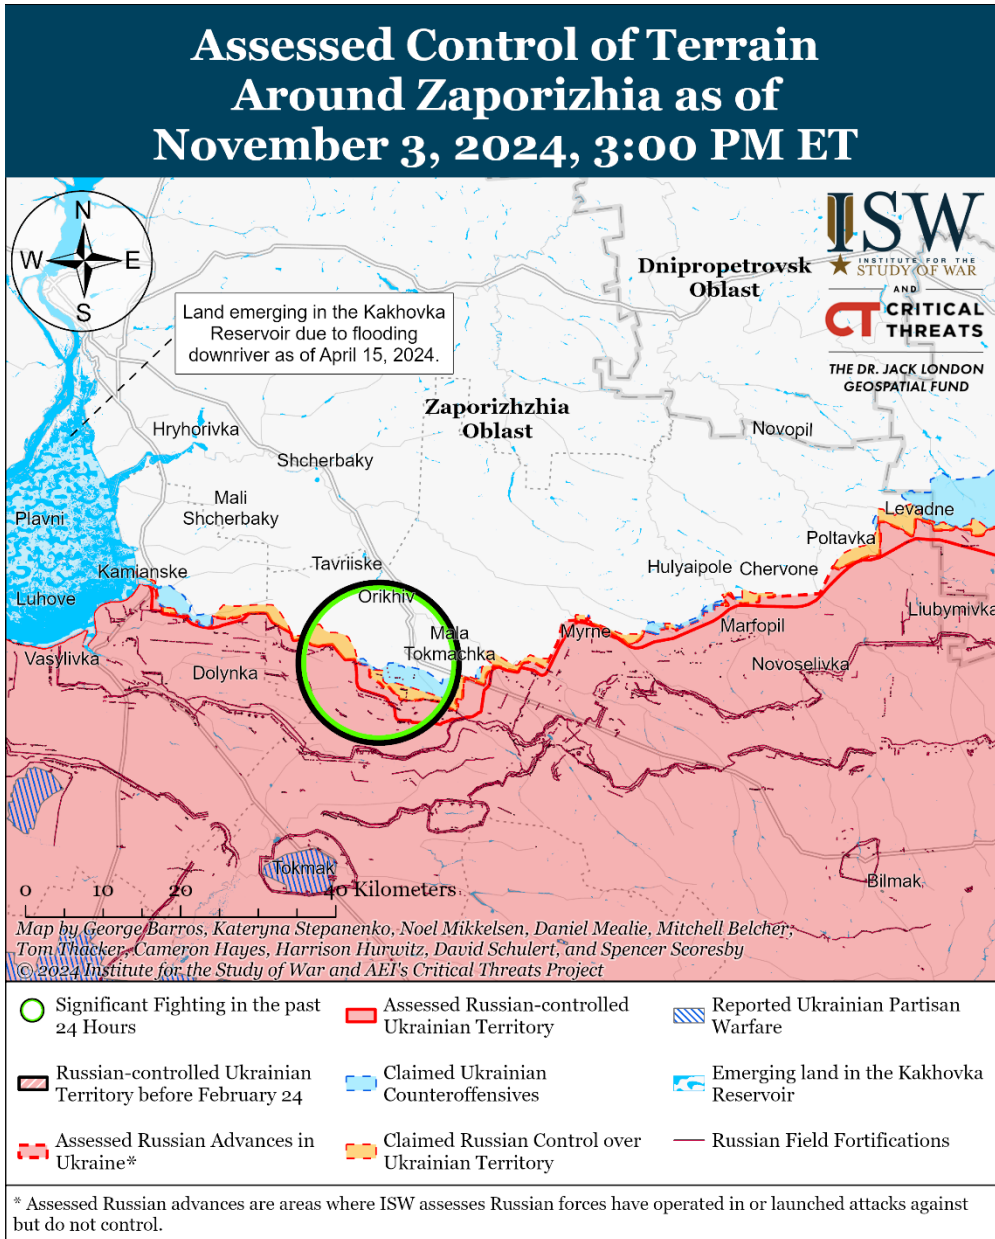 Assessed Control of Terrain
Around Zaporizhia as of
November 3, 2024, 3:00 PM ET
N
W
E
S
ISW
INSTITUTE FOR THE
STUDY OF WAR
AND
CT CRITICAL
THREATS
THE DR. JACK LONDON
GEOSPATIAL FUND
Dnipropetrovsk
Oblast
Land emerging in the Kakhovka
Reservoir due to flooding
downriver as of April 15, 2024.
Zaporizhzhia
Oblast
Hryhorivka
Novopil
Shcherbaky
Mali
Shcherbaky
Plavni
Levadne
Poltavka
Tavriiske
Kamianske
Hulyaipole
Chervone
Luhove
Orikhiv
Liubymivka
Mala
Tokmachka
Myrne
Marfopil
Vasylivka
Dolynka
Novoselivka
Tokmak
Bilmak
0 10 20 40 Kilometers
Map by George Barros, Kateryna Stepanenko, Noel Mikkelsen, Daniel Mealie, Mitchell Belcher,
Tom Thacker, Cameron Hayes, Harrison Hurwitz, David Schulert, and Spencer Scoresby
© 2024 Institute for the Study of War and AEI's Critical Threats Project
Significant Fighting in the past
24 Hours
Assessed Russian-controlled
Ukrainian Territory
Reported Ukrainian Partisan
Warfare
Russian-controlled Ukrainian
Territory before February 24
Claimed Ukrainian
Counteroffensives
Emerging land in the Kakhovka
Reservoir
Assessed Russian Advances in
Ukraine*
Claimed Russian Control over
Ukrainian Territory
Russian Field Fortifications
* Assessed Russian advances are areas where ISW assesses Russian forces have operated in or launched attacks against
but do not control.